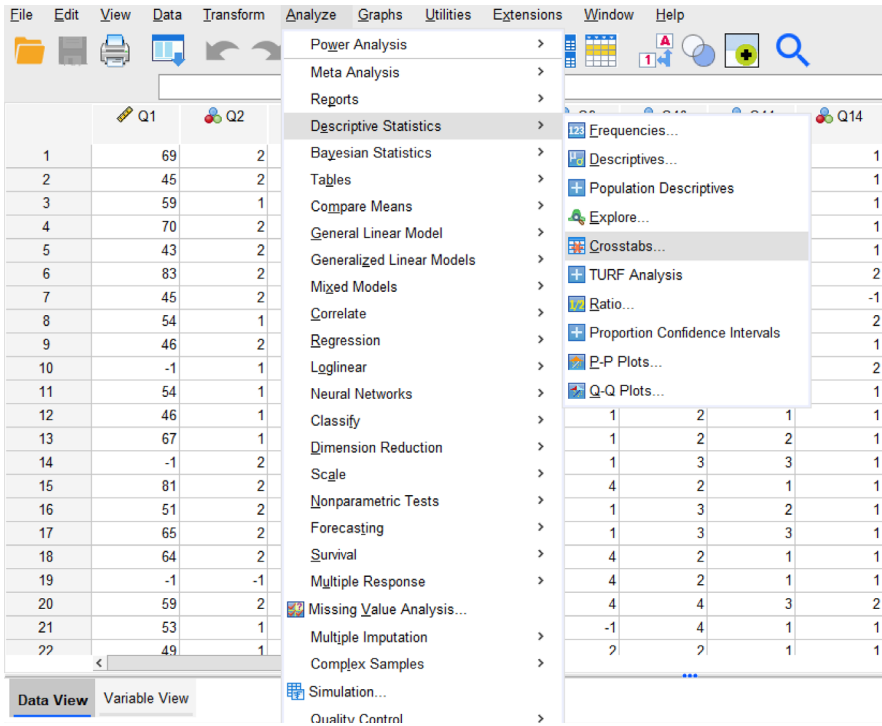 File Edit View Data Transform Analyze Graphs Utilities Extensions Window Help
Q1 Q2 Q14
1 69 2 1
2 45 2 1
3 59 1 1
4 70 2 1
5 43 2 1
6 83 2 2
7 45 2 -1
8 54 1 2
9 46 2 1
10 -1 1 2
11 54 1 1
12 46 1 1 2 1 1
13 67 1 1 2 2 1
14 -1 2 1 3 3 1
15 81 2 4 2 1 1
16 51 2 1 3 2 1
17 65 2 1 3 3 1
18 64 2 4 2 1 1
19 -1 -1 4 2 1 1
20 59 2 4 4 3 2
21 53 1 -1 4 1 1
22 49 1 2 2 1 1
Power Analysis
Meta Analysis
Reports
Descriptive Statistics
Bayesian Statistics
Tables
Compare Means
General Linear Model
Generalized Linear Models
Mixed Models
Correlate
Regression
Loglinear
Neural Networks
Classify
Dimension Reduction
Scale
Nonparametric Tests
Forecasting
Survival
Multiple Response
Missing Value Analysis...
Multiple Imputation
Complex Samples
Simulation...
Quality Control
Frequencies...
Descriptives...
Population Descriptives
Explore...
Crosstabs...
TURF Analysis
Ratio...
Proportion Confidence Intervals
P-P Plots...
Q-Q Plots...
Data View Variable View